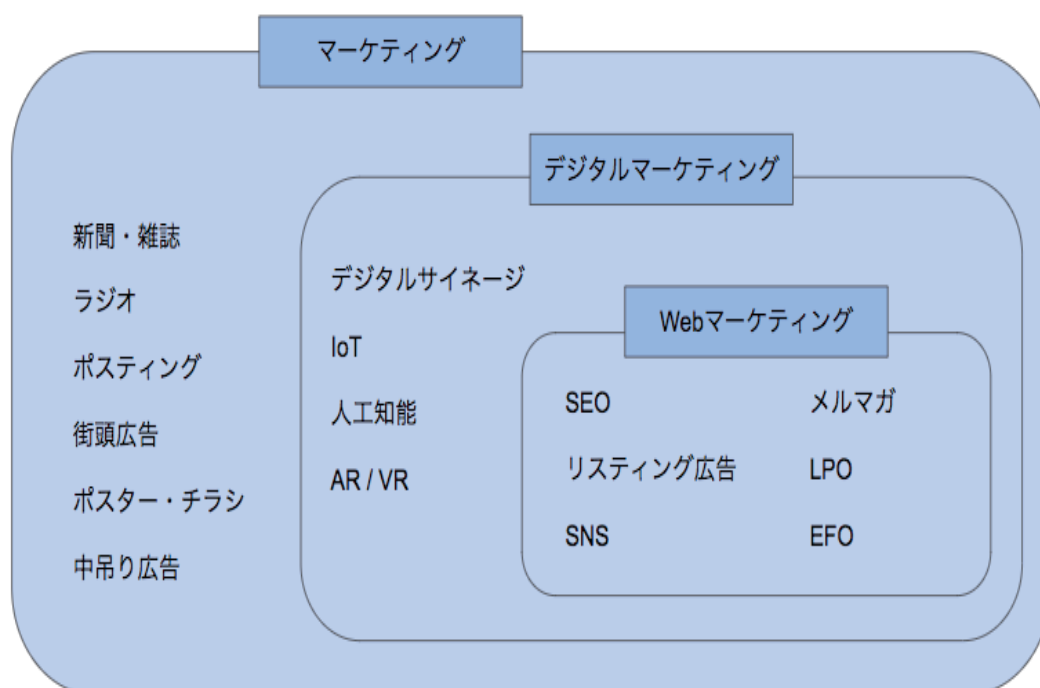 マーケティング
デジタルマーケティング
新聞・雑誌
ラジオ
ポスティング
街頭広告
ポスター・チラシ
中吊り広告
デジタルサイネージ
IoT
人工知能
AR / VR
Webマーケティング
SEO
メルマガ
リスティング広告
LPO
SNS
EFO